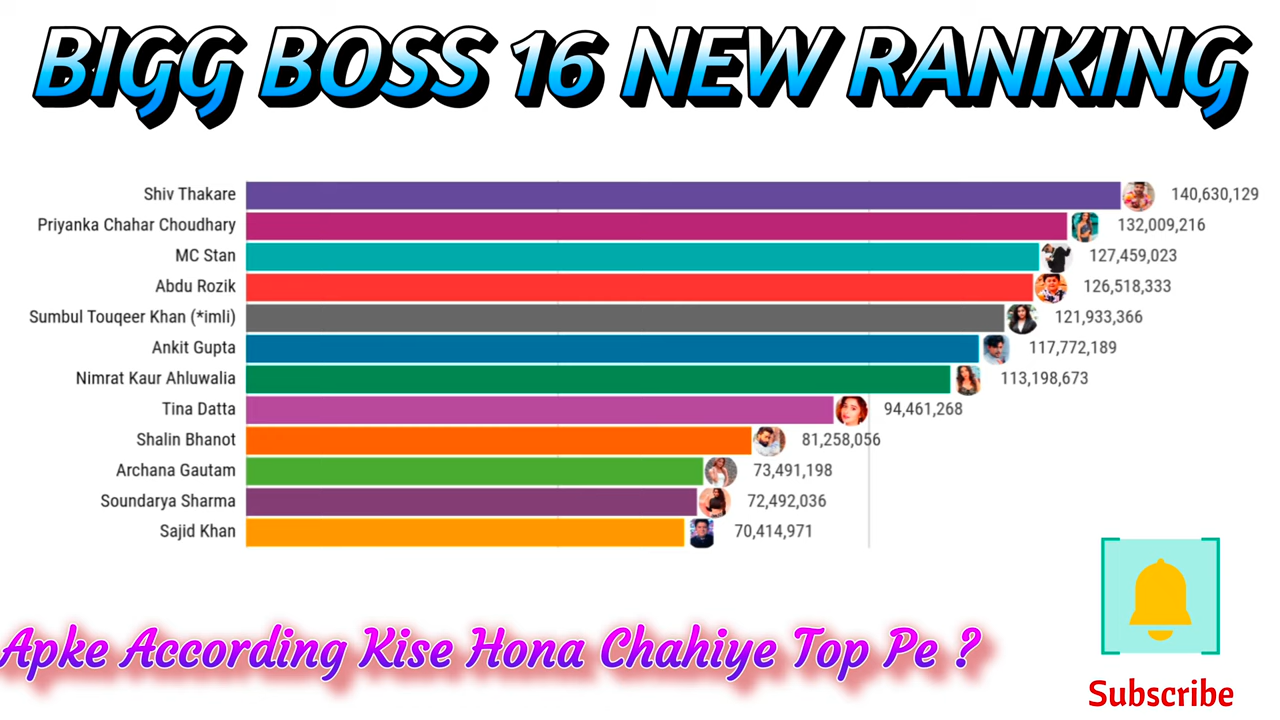 BIGG BOSS 16 NEW RANKING
Shiv Thakare 140,630,129
Priyanka Chahar Choudhary 132,009,216
MC Stan 127,459,023
Abdu Rozik 126,518,333
Sumbul Touqeer Khan (*imli) 121,933,366
Ankit Gupta 117,772,189
Nimrat Kaur Ahluwalia 113,198,673
Tina Datta 94,461,268
Shalin Bhanot 81,258,056
Archana Gautam 73,491,198
Soundarya Sharma 72,492,036
Sajid Khan 70,414,971
Apke According Kise Hona Chahiye Top Pe ?
Subscribe